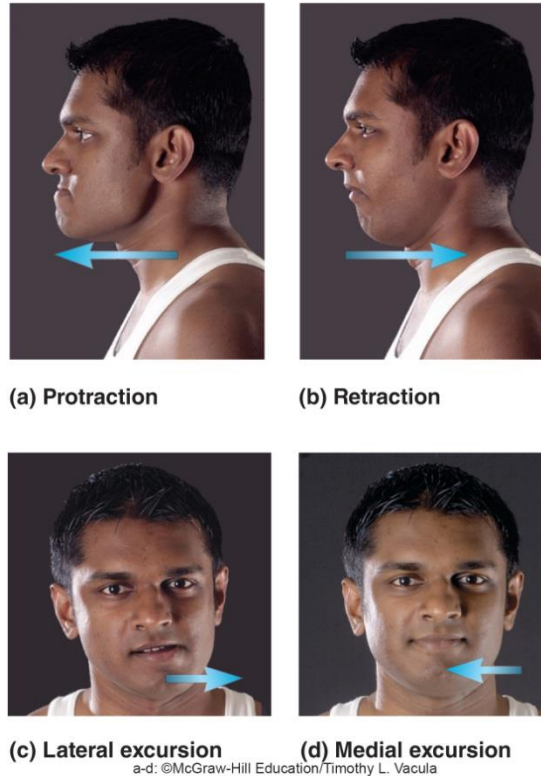 (a) Protraction
(b) Retraction
(c) Lateral excursion
(d) Medial excursion
a-d: ©McGraw-Hill Education/Timothy L. Vacula